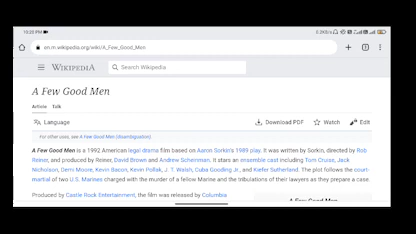 10:20 PM
en.m.wikipedia.org/wiki/A_Few_Good_Men
WIKIPEDIA
Search Wikipedia
A Few Good Men
Article Talk
Language Download PDF Watch Edit
For other uses, see A Few Good Men (disambiguation).
A Few Good Men is a 1992 American legal drama film based on Aaron Sorkin's 1989 play. It was written by Sorkin, directed by Rob
Reiner, and produced by Reiner, David Brown and Andrew Scheinman. It stars an ensemble cast including Tom Cruise, Jack
Nicholson, Demi Moore, Kevin Bacon, Kevin Pollak, J. T. Walsh, Cuba Gooding Jr., and Kiefer Sutherland. The plot follows the court-
martial of two U.S. Marines charged with the murder of a fellow Marine and the tribulations of their lawyers as they prepare a case.
Produced by Castle Rock Entertainment, the film was released by Columbia
A Few Good Men